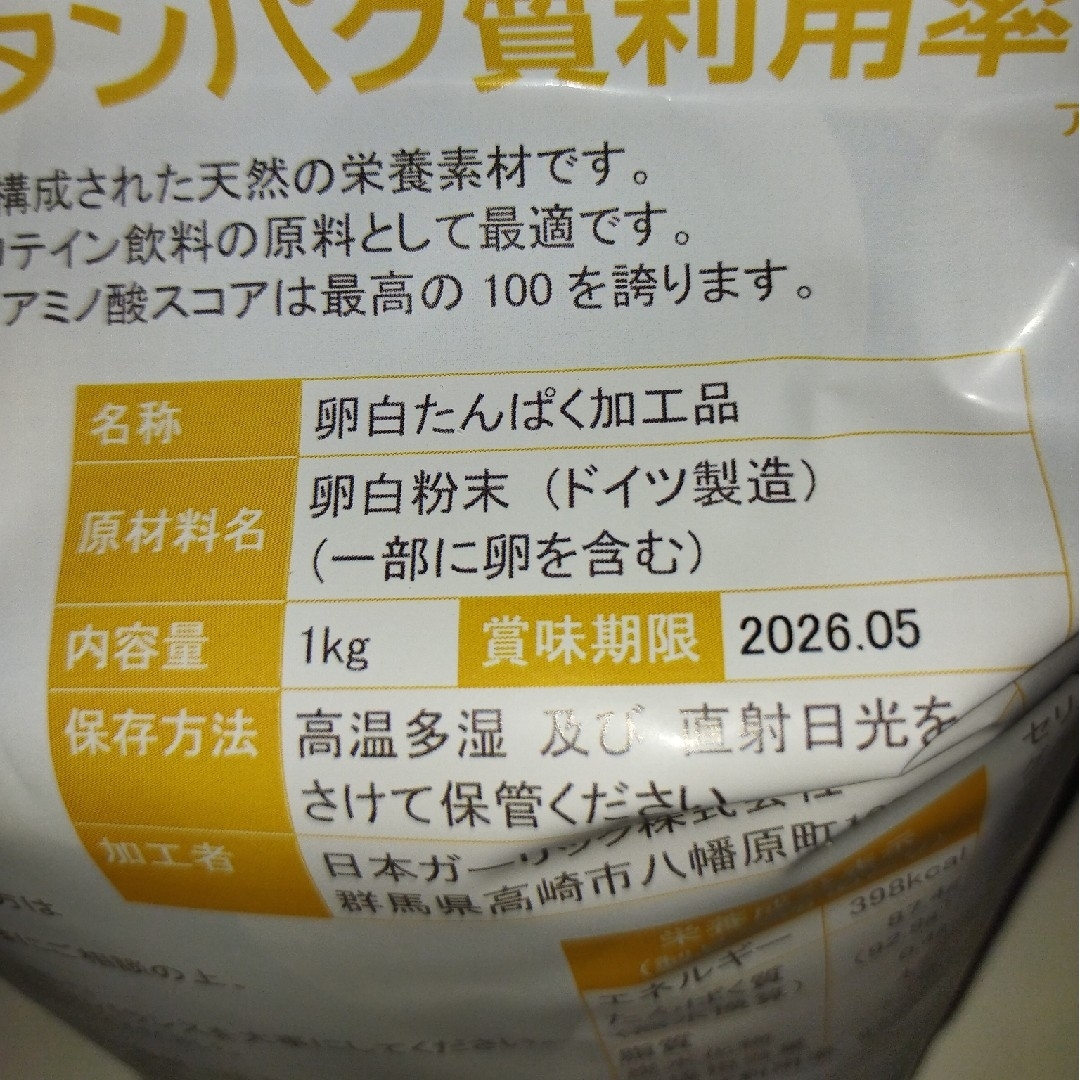 タンパク質利用率
構成された天然の栄養素材です。
テイン飲料の原料として最適です。
アミノ酸スコアは最高の 100 を誇ります。
名称 卵白たんぱく加工品
原材料名 卵白粉末（ドイツ製造）
（一部に卵を含む）
内容量 1kg 賞味期限 2026.05
保存方法 高温多湿 及び 直射日光を
さけて保管ください
加工者 日本ガーリック株式会社
群馬県高崎市八幡原町
エネルギー 398kcal
たんぱく質